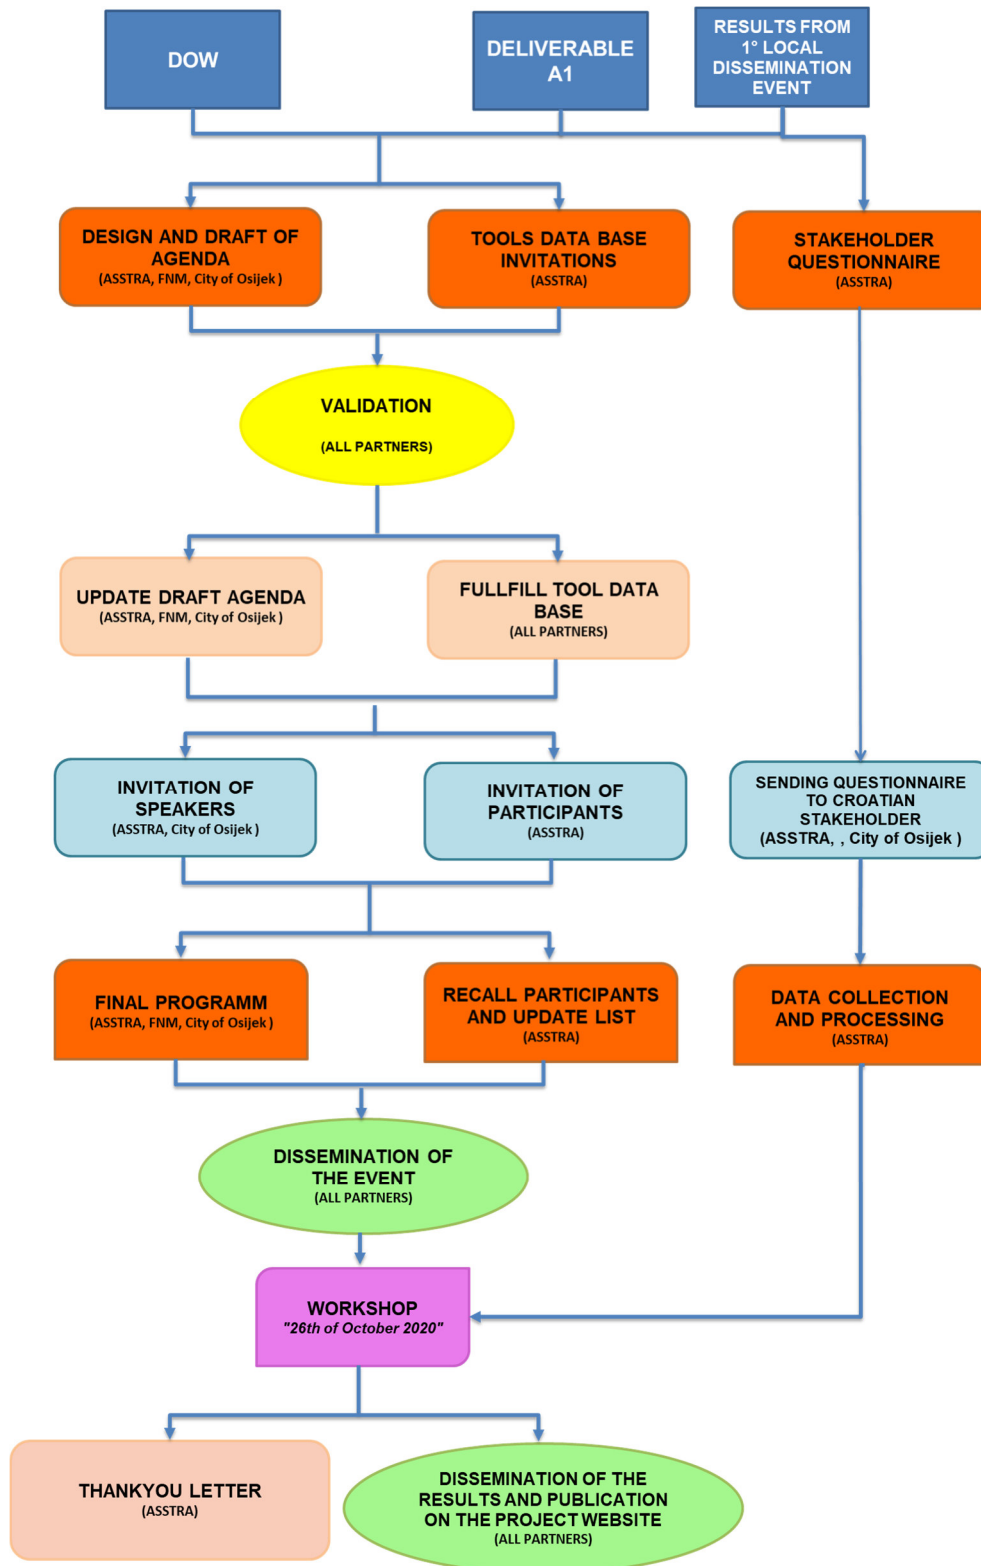 DOW
DELIVERABLE
A1
RESULTS FROM
1° LOCAL
DISSEMINATION
EVENT
DESIGN AND DRAFT OF
AGENDA
(ASSTRA, FNM, City of Osijek )
TOOLS DATA BASE
INVITATIONS
(ASSTRA)
STAKEHOLDER
QUESTIONNAIRE
(ASSTRA)
VALIDATION
(ALL PARTNERS)
UPDATE DRAFT AGENDA
(ASSTRA, FNM, City of Osijek )
FULLFILL TOOL DATA
BASE
(ALL PARTNERS)
INVITATION OF
SPEAKERS
(ASSTRA, City of Osijek )
INVITATION OF
PARTICIPANTS
(ASSTRA)
SENDING QUESTIONNAIRE
TO CROATIAN
STAKEHOLDER
(ASSTRA, , City of Osijek )
FINAL PROGRAMM
(ASSTRA, FNM, City of Osijek )
RECALL PARTICIPANTS
AND UPDATE LIST
(ASSTRA)
DATA COLLECTION
AND PROCESSING
(ASSTRA)
DISSEMINATION OF
THE EVENT
(ALL PARTNERS)
WORKSHOP
"26th of October 2020"
THANKYOU LETTER
(ASSTRA)
DISSEMINATION OF THE
RESULTS AND PUBLICATION
ON THE PROJECT WEBSITE
(ALL PARTNERS)